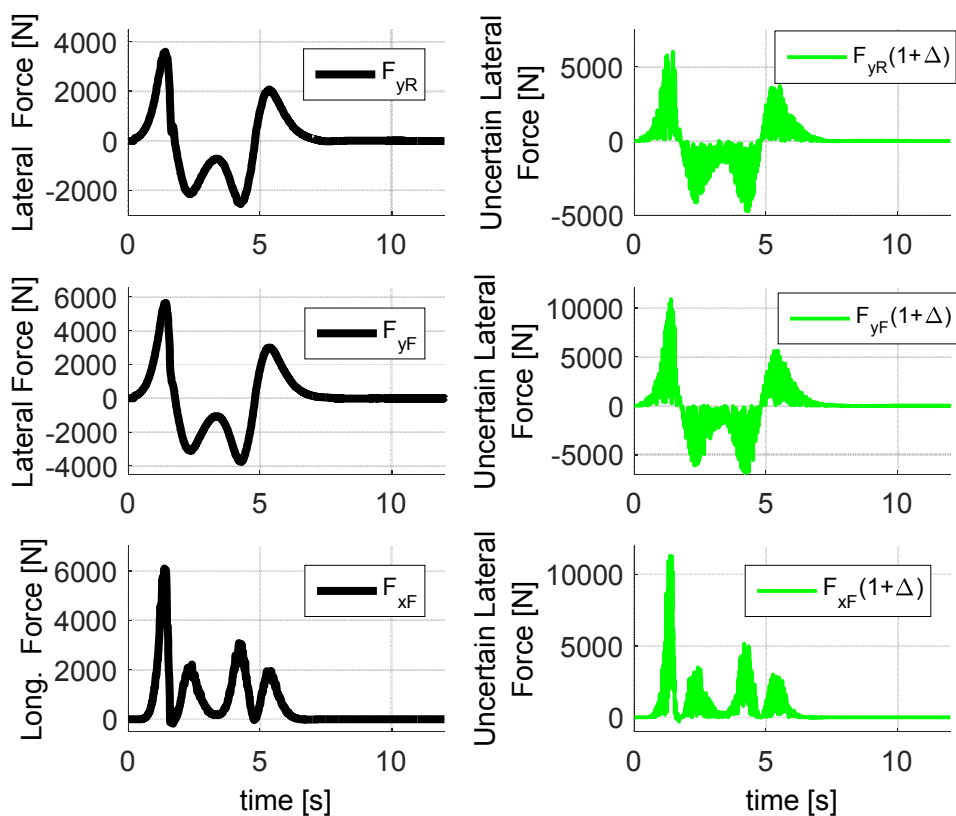 Lateral Force [N]
4000
2000
0
-2000
0 5 10
F_yR
Uncertain Lateral
Force [N]
5000
0
-5000
0 5 10
F_yR(1+Δ)
Lateral Force [N]
6000
4000
2000
0
-2000
-4000
0 5 10
F_yF
Uncertain Lateral
Force [N]
10000
5000
0
-5000
0 5 10
F_yF(1+Δ)
Long. Force [N]
6000
4000
2000
0
0 5 10
time [s]
F_xF
Uncertain Lateral
Force [N]
10000
5000
0
0 5 10
time [s]
F_xF(1+Δ)